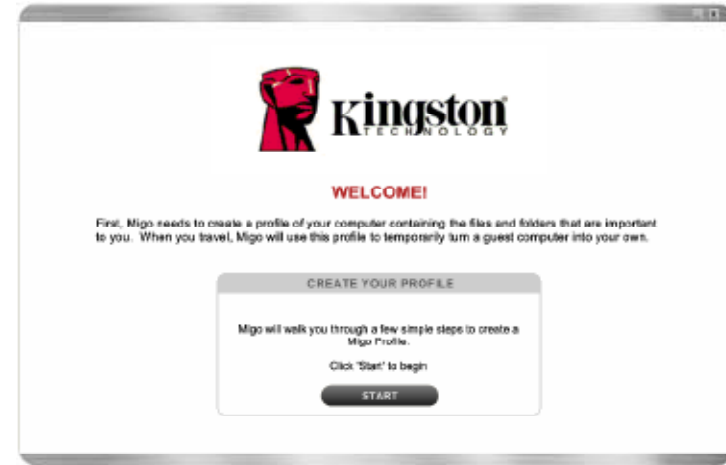 Kingston
TECHNOLOGY
WELCOME!
First, Migo needs to create a profile of your computer containing the files and folders that are important
to you. When you travel, Migo will use this profile to temporarily turn a guest computer into your own.
CREATE YOUR PROFILE
Migo will walk you through a few simple steps to create a
Migo Profile.
Click "Start" to begin
START